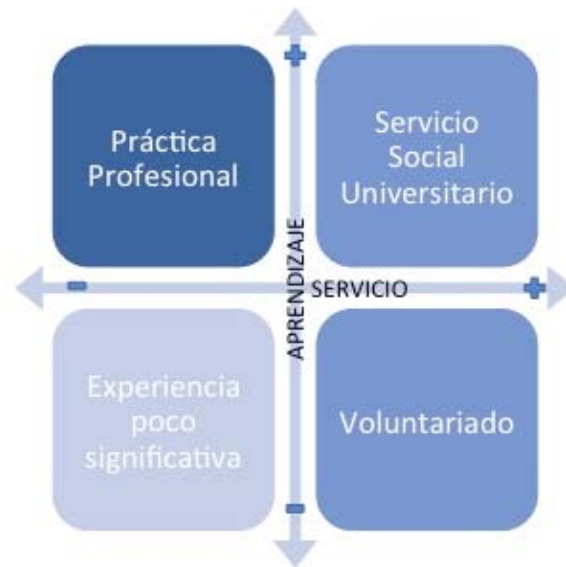 Práctica
Profesional
Servicio
Social
Universitario
APRENDIZAJE
SERVICIO
Experiencia
poco
significativa
Voluntariado